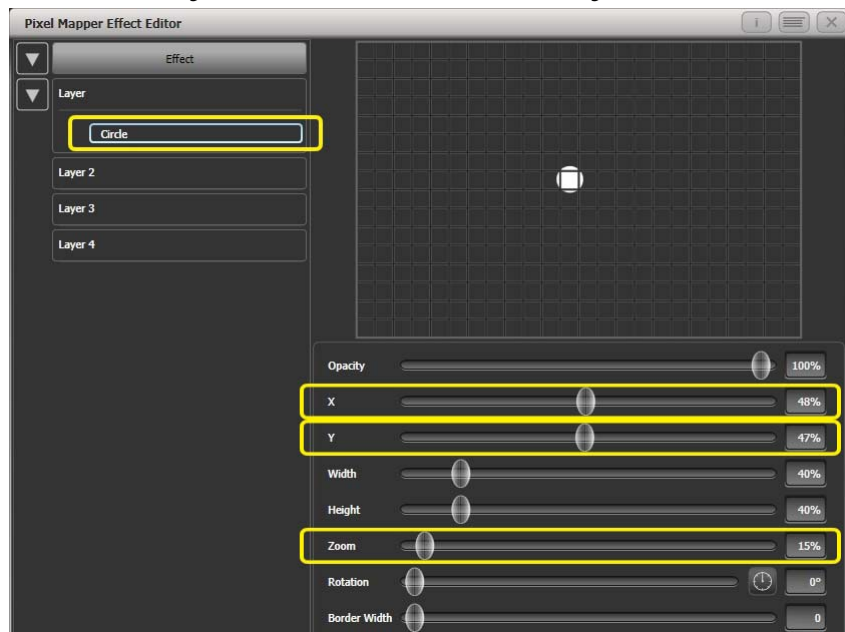 Pixel Mapper Effect Editor
i
Effect
Layer
Circle
Layer 2
Layer 3
Layer 4
Opacity 100%
X 48%
Y 47%
Width 40%
Height 40%
Zoom 15%
Rotation 0°
Border Width 0